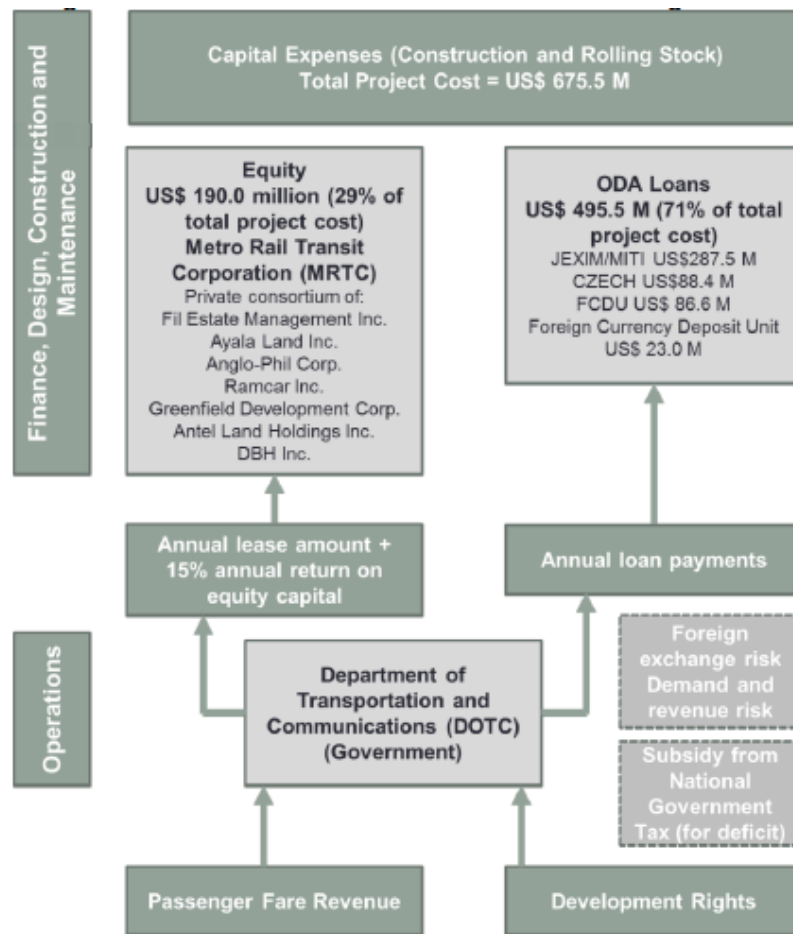 Finance, Design, Construction and
Maintenance
Capital Expenses (Construction and Rolling Stock)
Total Project Cost = US$ 675.5 M
Equity
US$ 190.0 million (29% of
total project cost)
Metro Rail Transit
Corporation (MRTC)
Private consortium of:
Fil Estate Management Inc.
Ayala Land Inc.
Anglo-Phil Corp.
Ramcar Inc.
Greenfield Development Corp.
Antel Land Holdings Inc.
DBH Inc.
ODA Loans
US$ 495.5 M (71% of total
project cost)
JEXIM/MITI US$287.5 M
CZECH US$88.4 M
FCDU US$ 86.6 M
Foreign Currency Deposit Unit
US$ 23.0 M
Annual lease amount +
15% annual return on
equity capital
Annual loan payments
Operations
Department of
Transportation and
Communications (DOTC)
(Government)
Foreign
exchange risk
Demand and
revenue risk
Subsidy from
National
Government
Tax (for deficit)
Passenger Fare Revenue
Development Rights